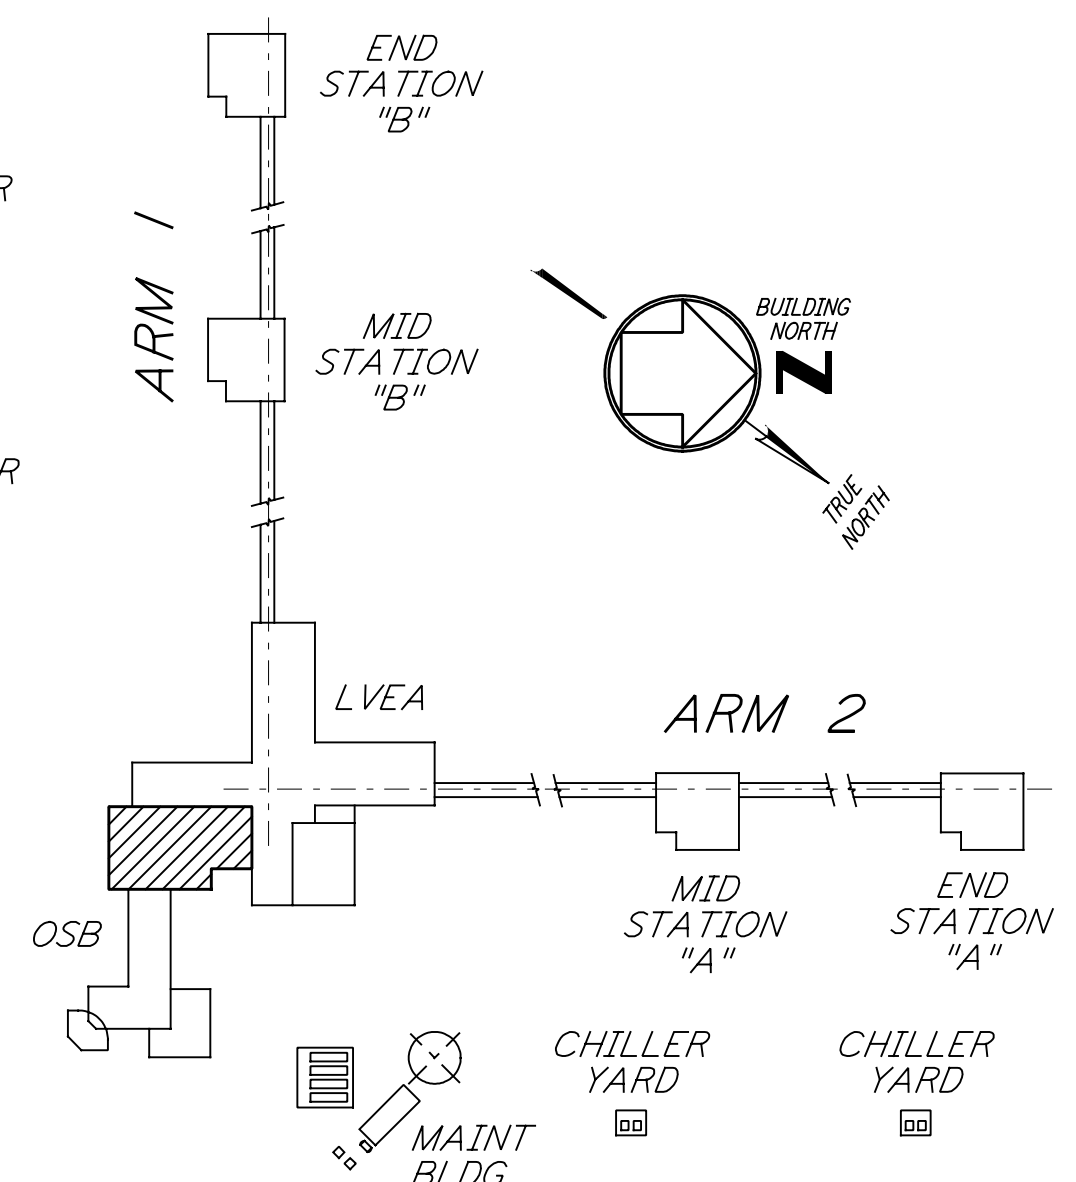 END
STATION
"B"
R
ARM 1
BUILDING
NORTH
N
MID
STATION
"B"
R
TRUE
NORTH
LVEA
ARM 2
MID
STATION
"A"
END
STATION
"A"
OSB
CHILLER
YARD
CHILLER
YARD
MAINT
BLDG